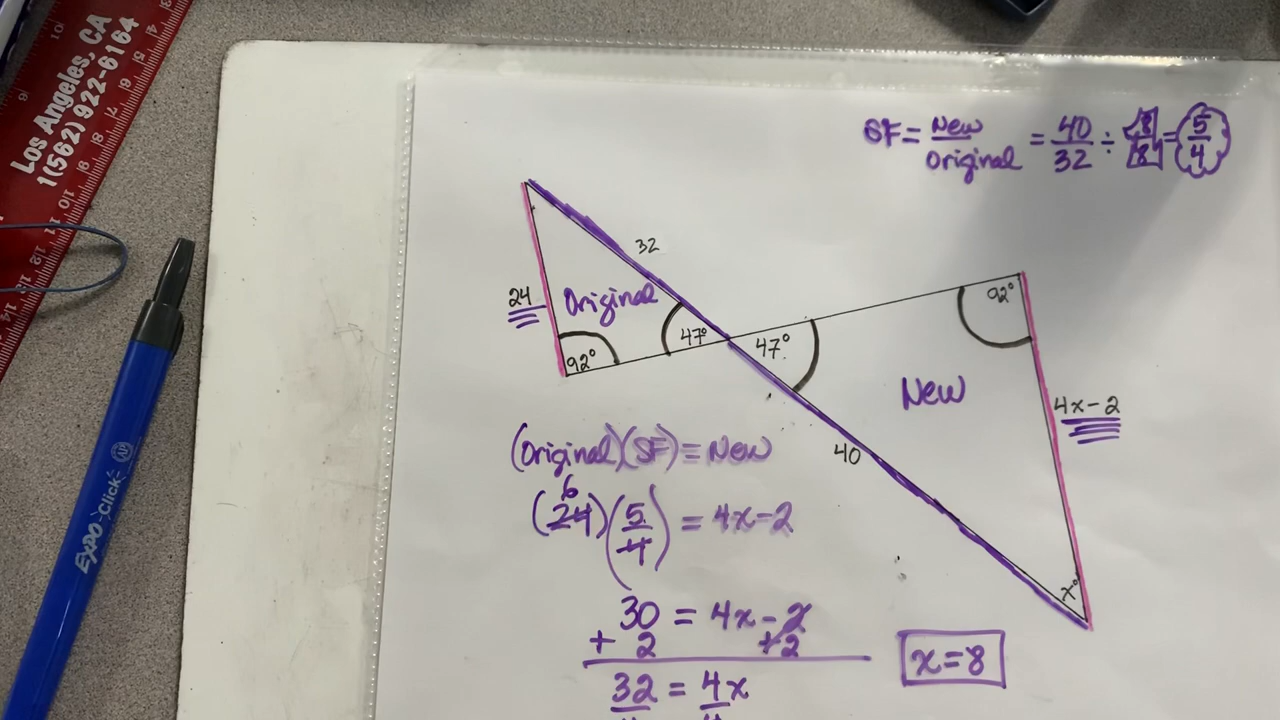 Los Angeles, CA
1(562) 922-6164
EXPO Click
SF = New/Original = 40/32 ÷ 8/8 = 5/4
32
24
Original
47°
92°
47°
92°
New
4x-2
40
x°
(Original)(SF) = New
6
(24)(5/4) = 4x-2
30 = 4x-2
+ 2 +2
32 = 4x
x=8